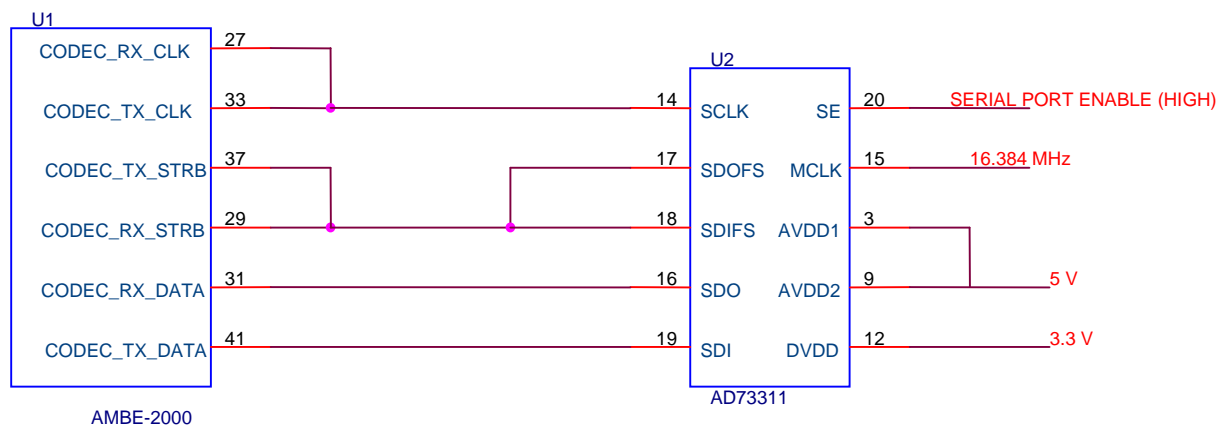 U1
CODEC_RX_CLK 27
CODEC_TX_CLK 33
CODEC_TX_STRB 37
CODEC_RX_STRB 29
CODEC_RX_DATA 31
CODEC_TX_DATA 41
AMBE-2000
U2
14 SCLK SE 20 SERIAL PORT ENABLE (HIGH)
17 SDOFS MCLK 15 16.384 MHz
18 SDIFS AVDD1 3
16 SDO AVDD2 9 5 V
19 SDI DVDD 12 3.3 V
AD73311